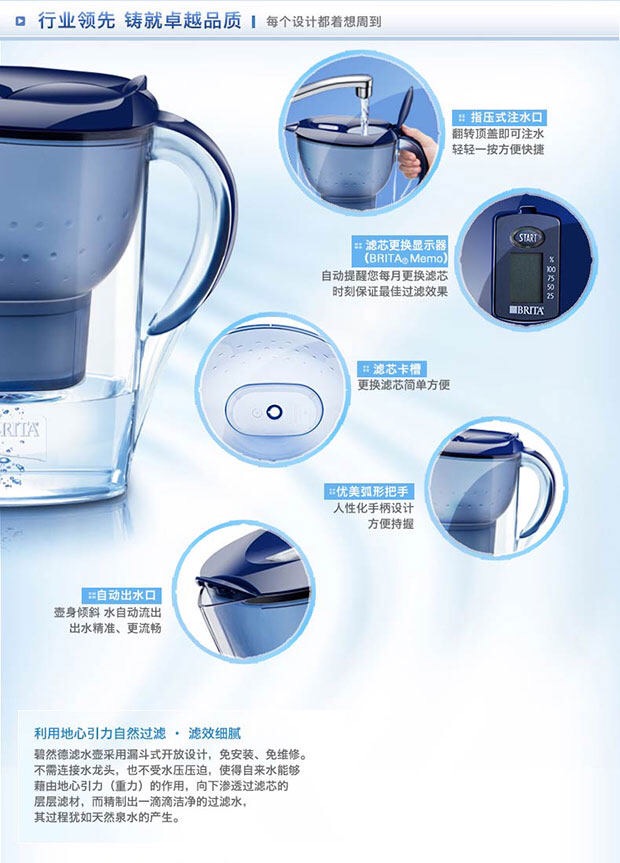 行业领先 铸就卓越品质 | 每个设计都着想周到
指压式注水口
翻转顶盖即可注水
轻轻一按方便快捷
滤芯更换显示器
(BRITA® Memo)
自动提醒您每月更换滤芯
时刻保证最佳过滤效果
START
%
100
75
50
25
BRITA
滤芯卡槽
更换滤芯简单方便
RITA
优美弧形把手
人性化手柄设计
方便持握
自动出水口
壶身倾斜 水自动流出
出水精准、更流畅
利用地心引力自然过滤 · 滤效细腻
碧然德滤水壶采用漏斗式开放设计，免安装、免维修。
不需连接水龙头，也不受水压压迫，使得自来水能够
藉由地心引力（重力）的作用，向下渗透过滤芯的
层层滤材，而精制出一滴滴洁净的过滤水，
其过程犹如天然泉水的产生。